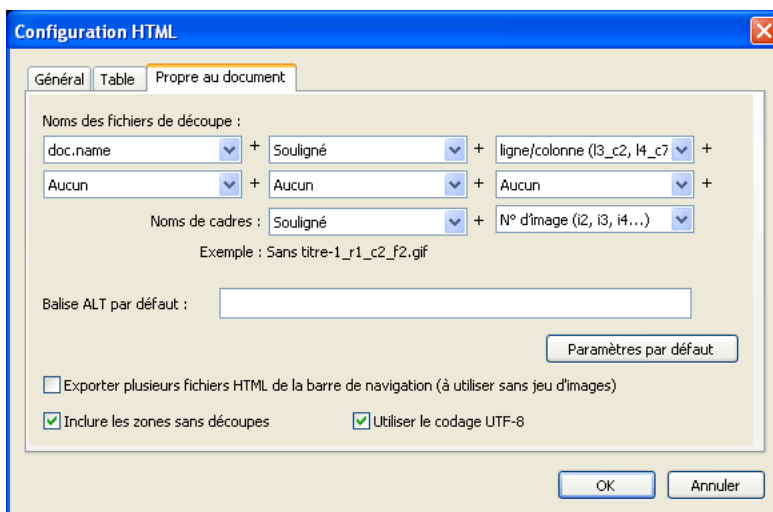 Configuration HTML
Général Table Propre au document
Noms des fichiers de découpe :
doc.name + Souligné + ligne/colonne (l3_c2, l4_c7 +
Aucun + Aucun + Aucun +
Noms de cadres : Souligné + N° d'image (i2, i3, i4...)
Exemple : Sans titre-1_r1_c2_f2.gif
Balise ALT par défaut :
Paramètres par défaut
Exporter plusieurs fichiers HTML de la barre de navigation (à utiliser sans jeu d'images)
Inclure les zones sans découpes Utiliser le codage UTF-8
OK Annuler